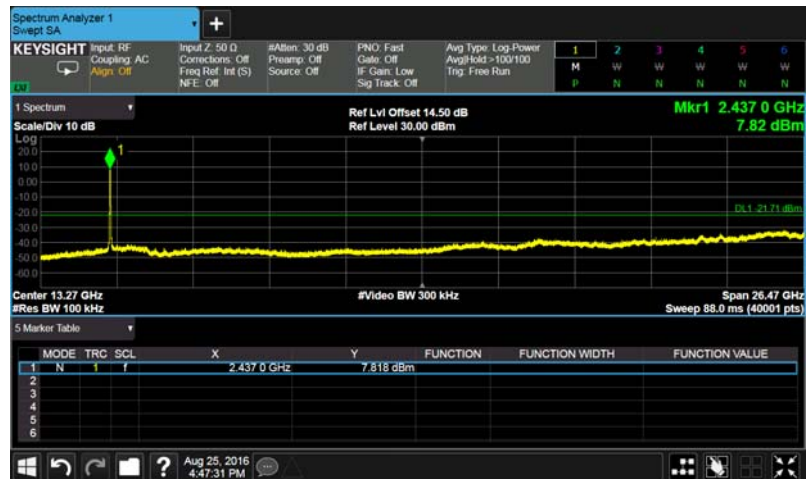 Spectrum Analyzer 1
Swept SA
+
KEYSIGHT
Input: RF
Coupling: AC
Align: Off
Input Z: 50 Ω
Corrections: Off
Freq Ref: Int (S)
NFE: Off
#Atten: 30 dB
Preamp: Off
Source: Off
PNO: Fast
Gate: Off
IF Gain: Low
Sig Track: Off
Avg Type: Log-Power
Avg|Hold:>100/100
Trig: Free Run
1 2 3 4 5 6
M W W W W W
P N N N N N
1 Spectrum
Scale/Div 10 dB
Ref Lvl Offset 14.50 dB
Ref Level 30.00 dBm
Mkr1 2.437 0 GHz
7.82 dBm
Log
20.0
10.0
0.00
-10.0
-20.0
-30.0
-40.0
-50.0
-60.0
1
DL1 -21.71 dBm
Center 13.27 GHz
#Res BW 100 kHz
#Video BW 300 kHz
Span 26.47 GHz
Sweep 88.0 ms (40001 pts)
5 Marker Table
MODE TRC SCL X Y FUNCTION FUNCTION WIDTH FUNCTION VALUE
1 N 1 f 2.437 0 GHz 7.818 dBm
2
3
4
5
6
?
Aug 25, 2016
4:47:31 PM